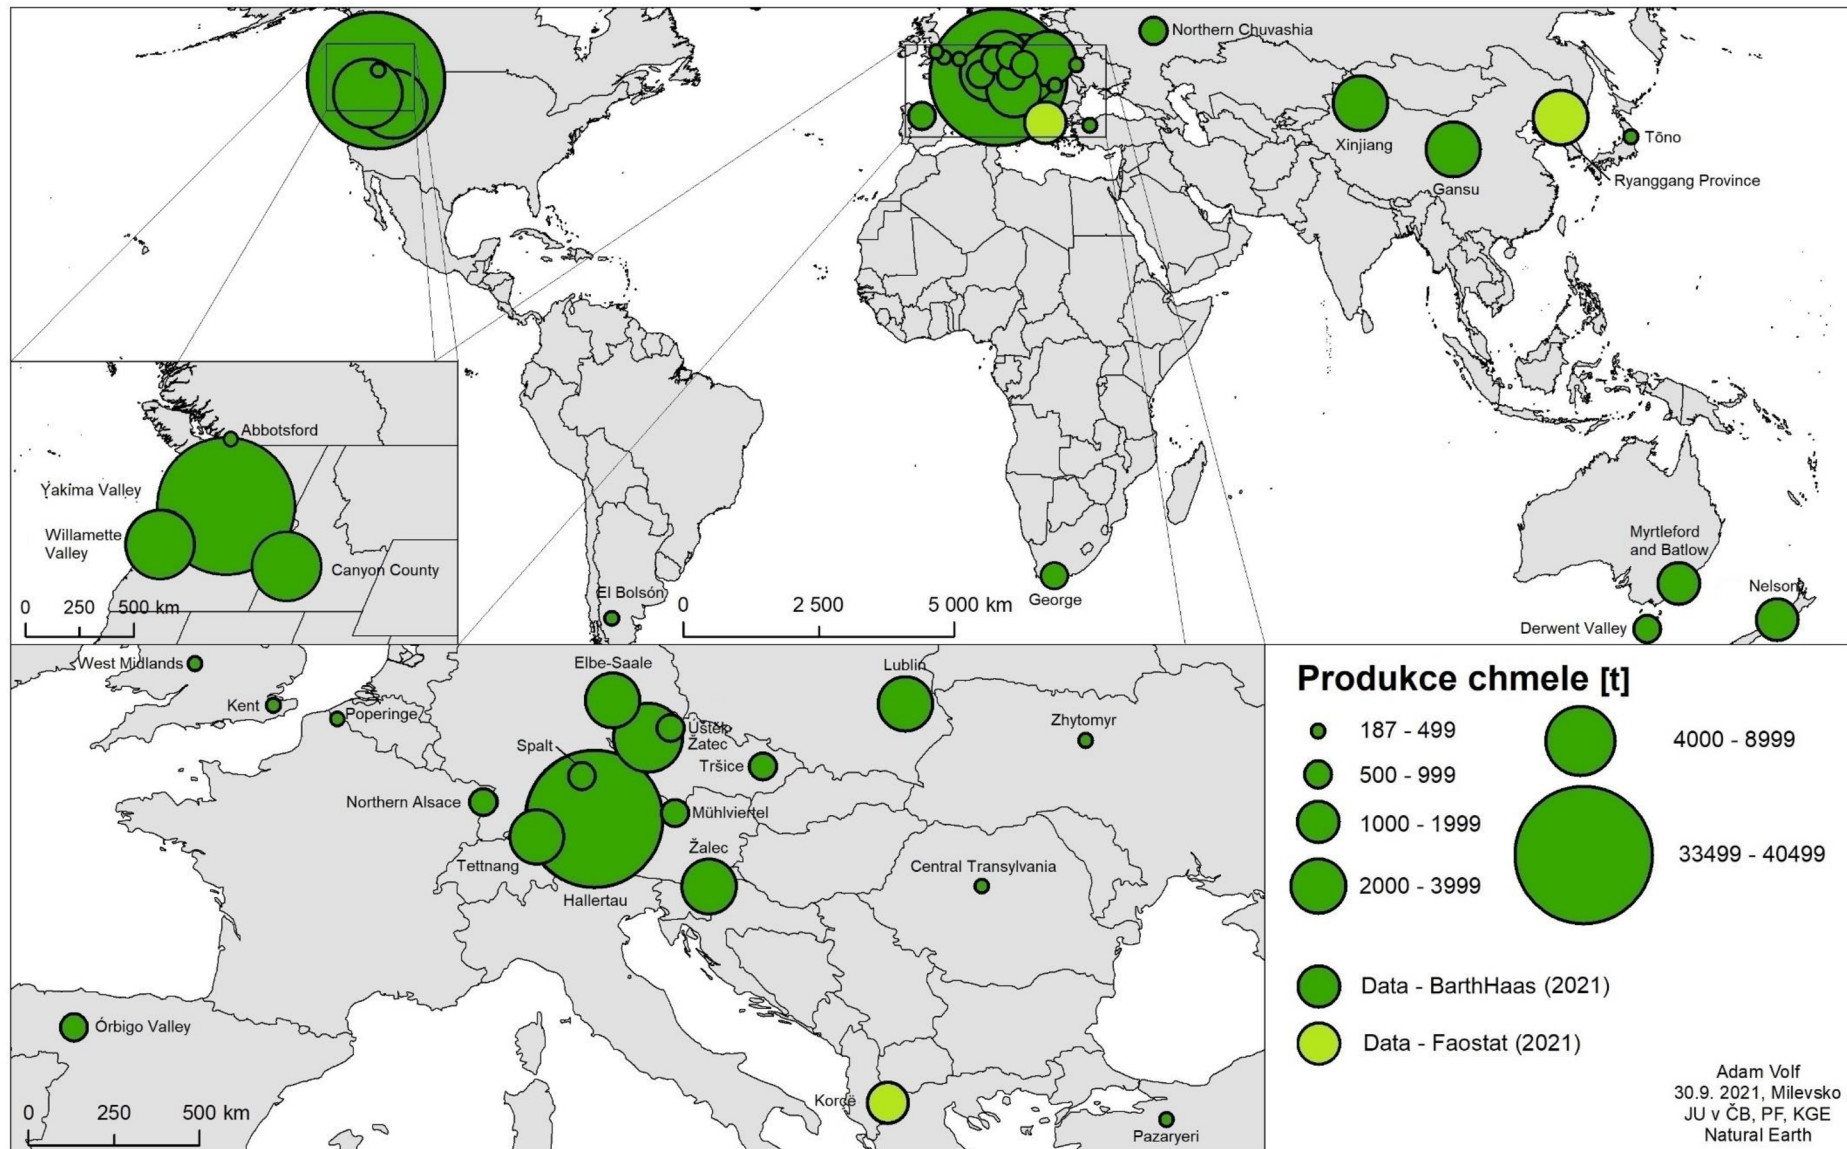 Northern Chuvashia
Xinjiang
Gansu
Tōno
Ryanggang Province
Abbotsford
Yakima Valley
Willamette
Valley
Canyon County
0 250 500 km
El Bolsón
0 2 500 5 000 km
George
Myrtleford
and Batlow
Nelson
Derwent Valley
West Midlands
Kent
Poperinge
Elbe-Saale
Lublin
Úštěk
Žatec
Spalt
Tršice
Zhytomyr
Northern Alsace
Mühlviertel
Tettnang
Žalec
Hallertau
Central Transylvania
Órbigo Valley
Korçë
Pazaryeri
0 250 500 km
Produkce chmele [t]
187 - 499
500 - 999
1000 - 1999
2000 - 3999
4000 - 8999
33499 - 40499
Data - BarthHaas (2021)
Data - Faostat (2021)
Adam Volf
30.9. 2021, Milevsko
JU v ČB, PF, KGE
Natural Earth